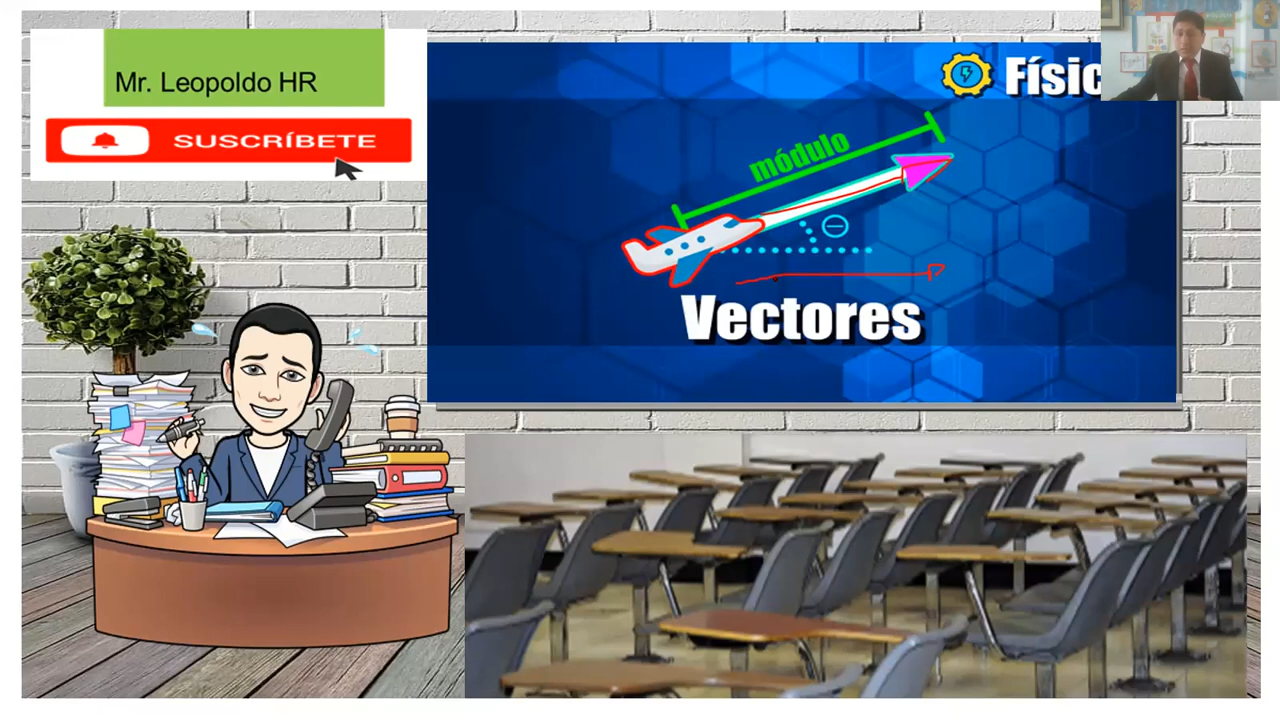 Mr. Leopoldo HR
SUSCRÍBETE
Físic
módulo
Θ
Vectores